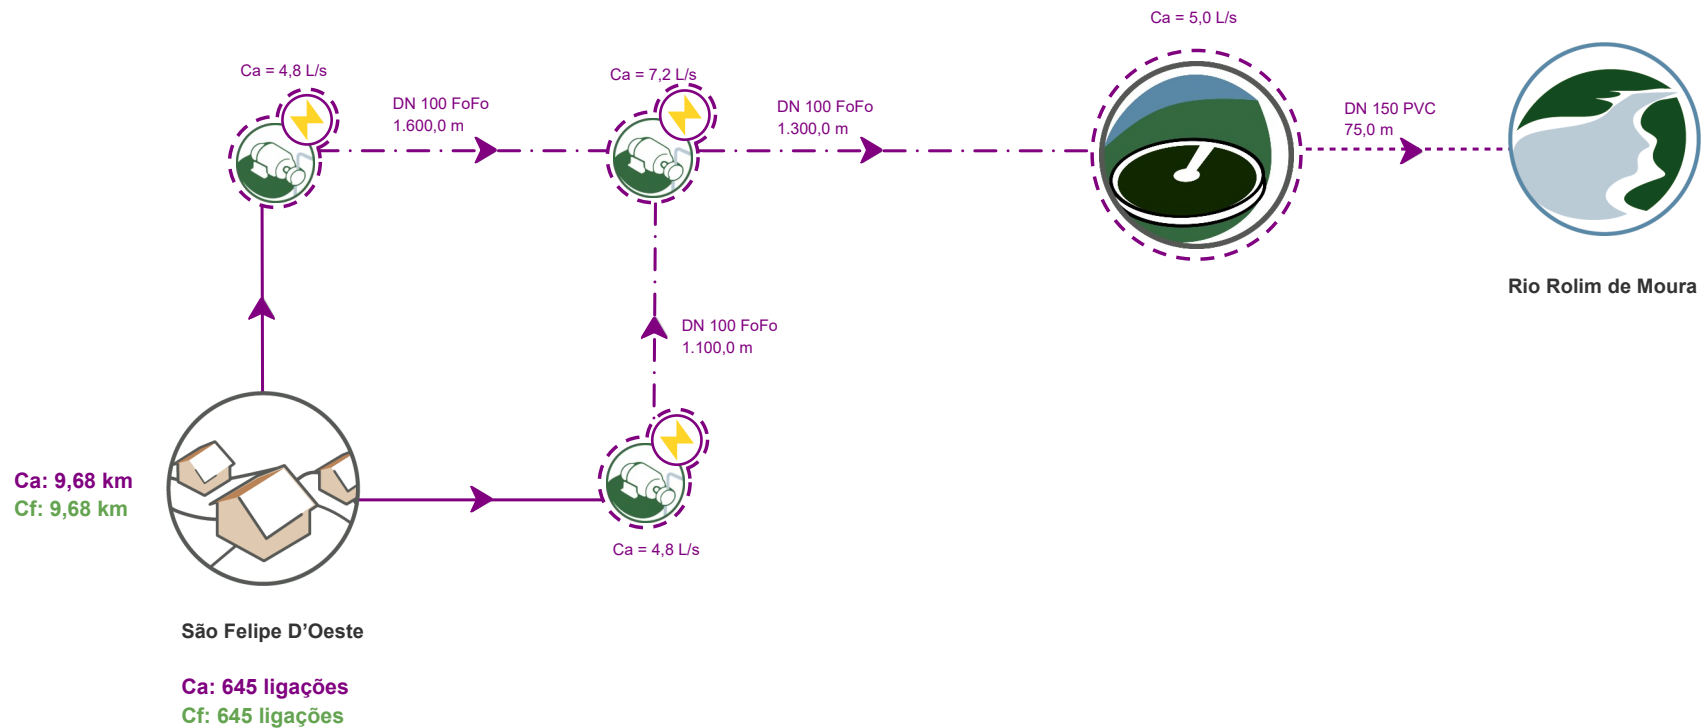 Ca = 5,0 L/s
Ca = 4,8 L/s
Ca = 7,2 L/s
DN 100 FoFo
1.600,0 m
DN 100 FoFo
1.300,0 m
DN 150 PVC
75,0 m
Rio Rolim de Moura
DN 100 FoFo
1.100,0 m
Ca: 9,68 km
Cf: 9,68 km
Ca = 4,8 L/s
São Felipe D’Oeste
Ca: 645 ligações
Cf: 645 ligações